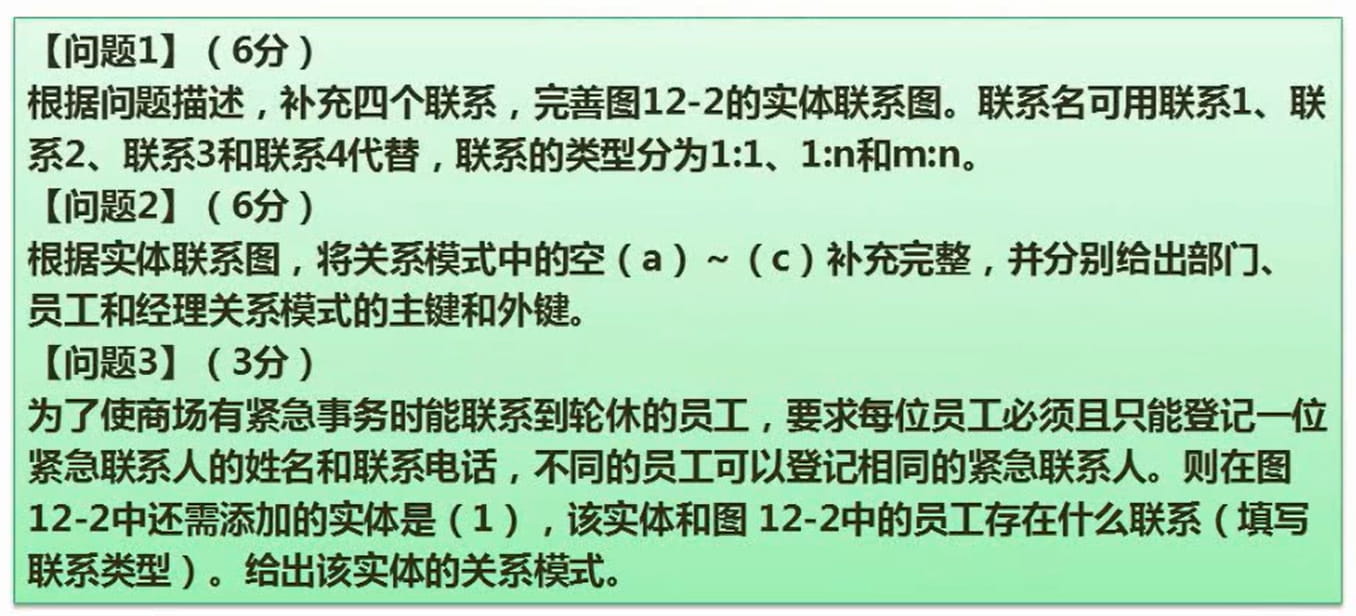 【问题1】（6分）
根据问题描述，补充四个联系，完善图12-2的实体联系图。联系名可用联系1、联
系2、联系3和联系4代替，联系的类型分为1:1、1:n和m:n。
【问题2】（6分）
根据实体联系图，将关系模式中的空（a）~（c）补充完整，并分别给出部门、
员工和经理关系模式的主键和外键。
【问题3】（3分）
为了使商场有紧急事务时能联系到轮休的员工，要求每位员工必须且只能登记一位
紧急联系人的姓名和联系电话，不同的员工可以登记相同的紧急联系人。则在图
12-2中还需添加的实体是（1），该实体和图 12-2中的员工存在什么联系（填写
联系类型）。给出该实体的关系模式。